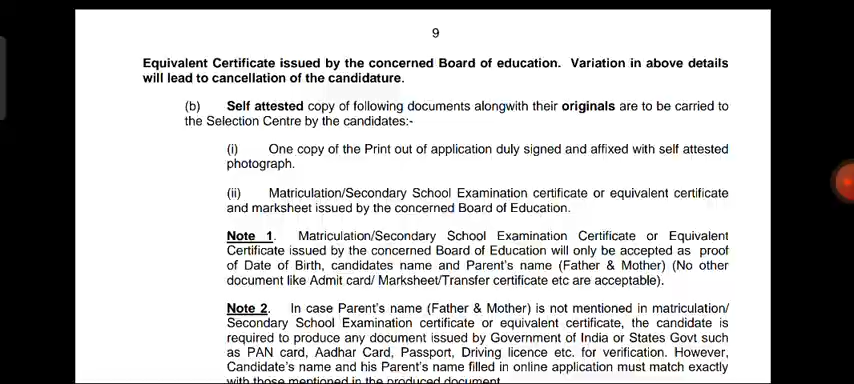 9
Equivalent Certificate issued by the concerned Board of education. Variation in above details
will lead to cancellation of the candidature.
(b) Self attested copy of following documents alongwith their originals are to be carried to
the Selection Centre by the candidates:-
(i) One copy of the Print out of application duly signed and affixed with self attested
photograph.
(ii) Matriculation/Secondary School Examination certificate or equivalent certificate
and marksheet issued by the concerned Board of Education.
Note 1. Matriculation/Secondary School Examination Certificate or Equivalent
Certificate issued by the concerned Board of Education will only be accepted as proof
of Date of Birth, candidates name and Parent's name (Father & Mother) (No other
document like Admit card/ Marksheet/Transfer certificate etc are acceptable).
Note 2. In case Parent's name (Father & Mother) is not mentioned in matriculation/
Secondary School Examination certificate or equivalent certificate, the candidate is
required to produce any document issued by Government of India or States Govt such
as PAN card, Aadhar Card, Passport, Driving licence etc. for verification. However,
Candidate's name and his Parent's name filled in online application must match exactly
with those mentioned in the produced document